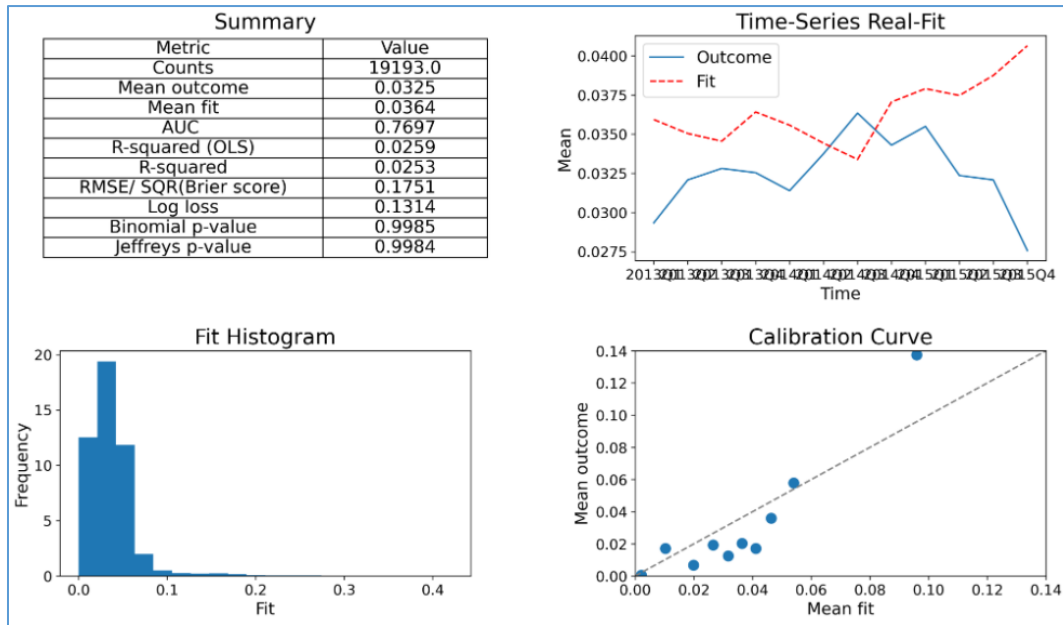 Summary
Metric Value
Counts 19193.0
Mean outcome 0.0325
Mean fit 0.0364
AUC 0.7697
R-squared (OLS) 0.0259
R-squared 0.0253
RMSE/ SQR(Brier score) 0.1751
Log loss 0.1314
Binomial p-value 0.9985
Jeffreys p-value 0.9984
Time-Series Real-Fit
Outcome
Fit
0.0400
0.0375
0.0350
0.0325
0.0300
0.0275
Mean
Time
Fit Histogram
20
15
10
5
0
Frequency
0.0 0.1 0.2 0.3 0.4
Fit
Calibration Curve
0.14
0.12
0.10
0.08
0.06
0.04
0.02
0.00
Mean outcome
0.00 0.02 0.04 0.06 0.08 0.10 0.12 0.14
Mean fit